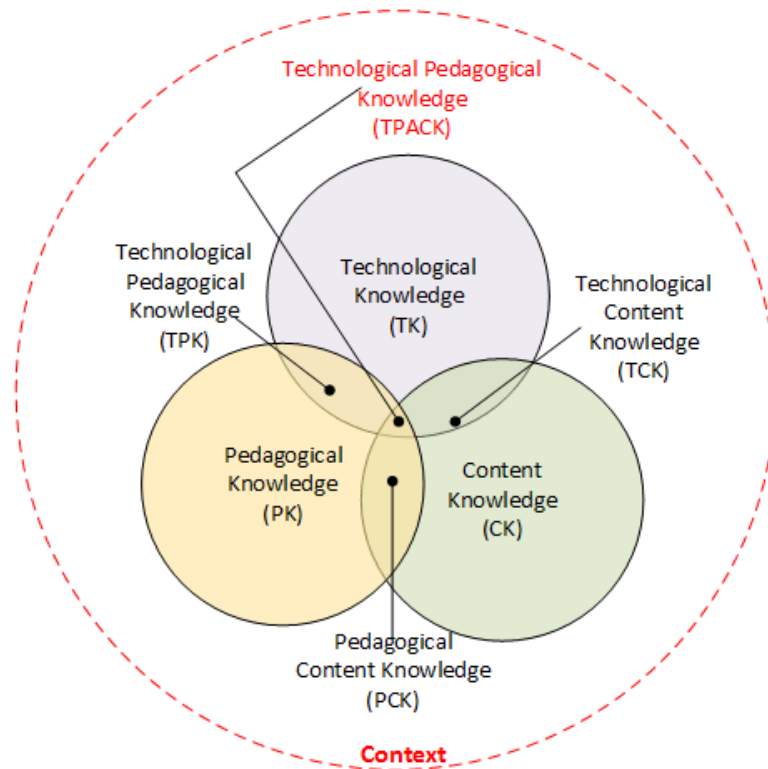 Technological Pedagogical
Knowledge
(TPACK)
Technological
Pedagogical
Knowledge
(TPK)
Technological
Knowledge
(TK)
Technological
Content
Knowledge
(TCK)
Pedagogical
Knowledge
(PK)
Content
Knowledge
(CK)
Pedagogical
Content Knowledge
(PCK)
Context